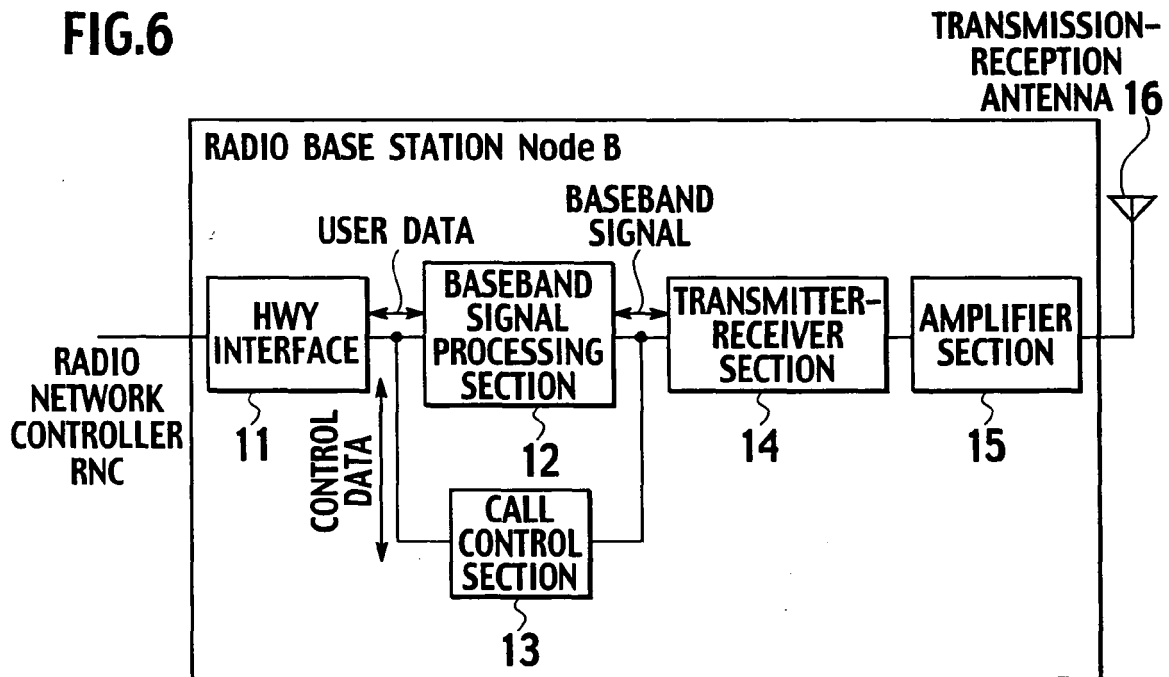 FIG.6
TRANSMISSION-
RECEPTION
ANTENNA 16
RADIO BASE STATION Node B
USER DATA
BASEBAND
SIGNAL
HWY
INTERFACE
BASEBAND
SIGNAL
PROCESSING
SECTION
TRANSMITTER-
RECEIVER
SECTION
AMPLIFIER
SECTION
RADIO
NETWORK
CONTROLLER
RNC
11
CONTROL
DATA
12
14
15
CALL
CONTROL
SECTION
13